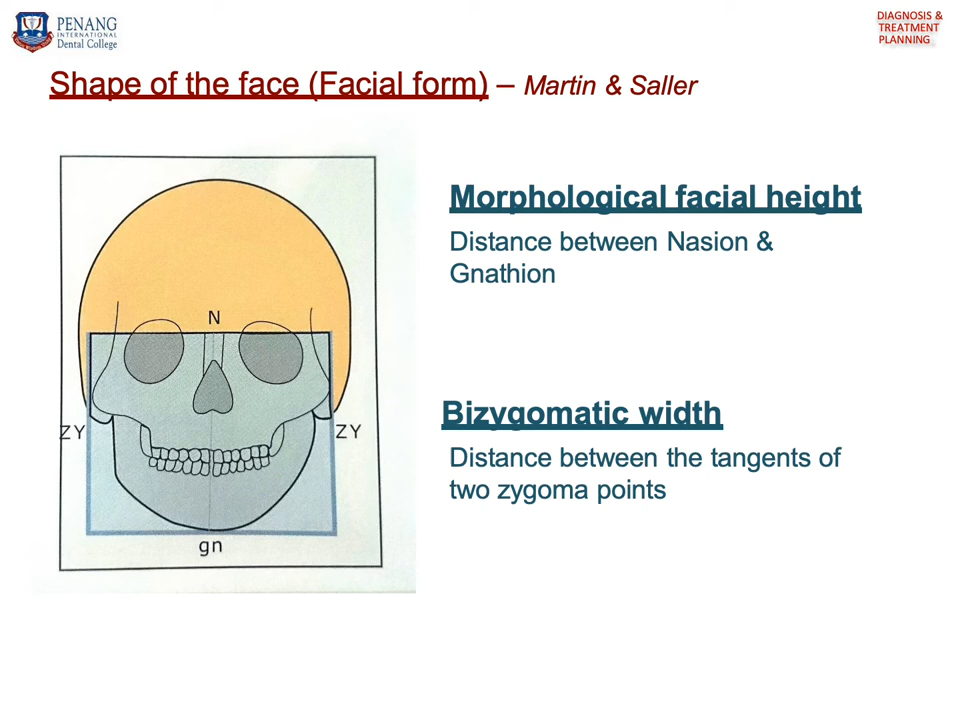 PENANG
INTERNATIONAL
Dental College
DIAGNOSIS &
TREATMENT
PLANNING
Shape of the face (Facial form) – Martin & Saller
Morphological facial height
Distance between Nasion &
Gnathion
N
ZY
ZY
gn
Bizygomatic width
Distance between the tangents of
two zygoma points